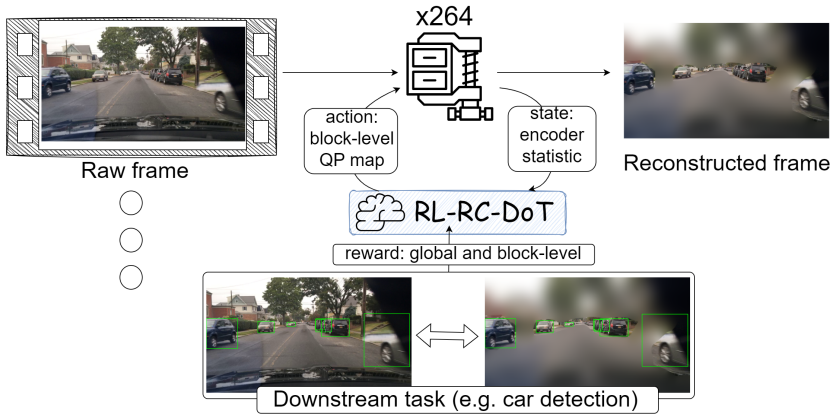 x264
Raw frame
action:
block-level
QP map
state:
encoder
statistic
Reconstructed frame
RL-RC-DoT
reward: global and block-level
Downstream task (e.g. car detection)